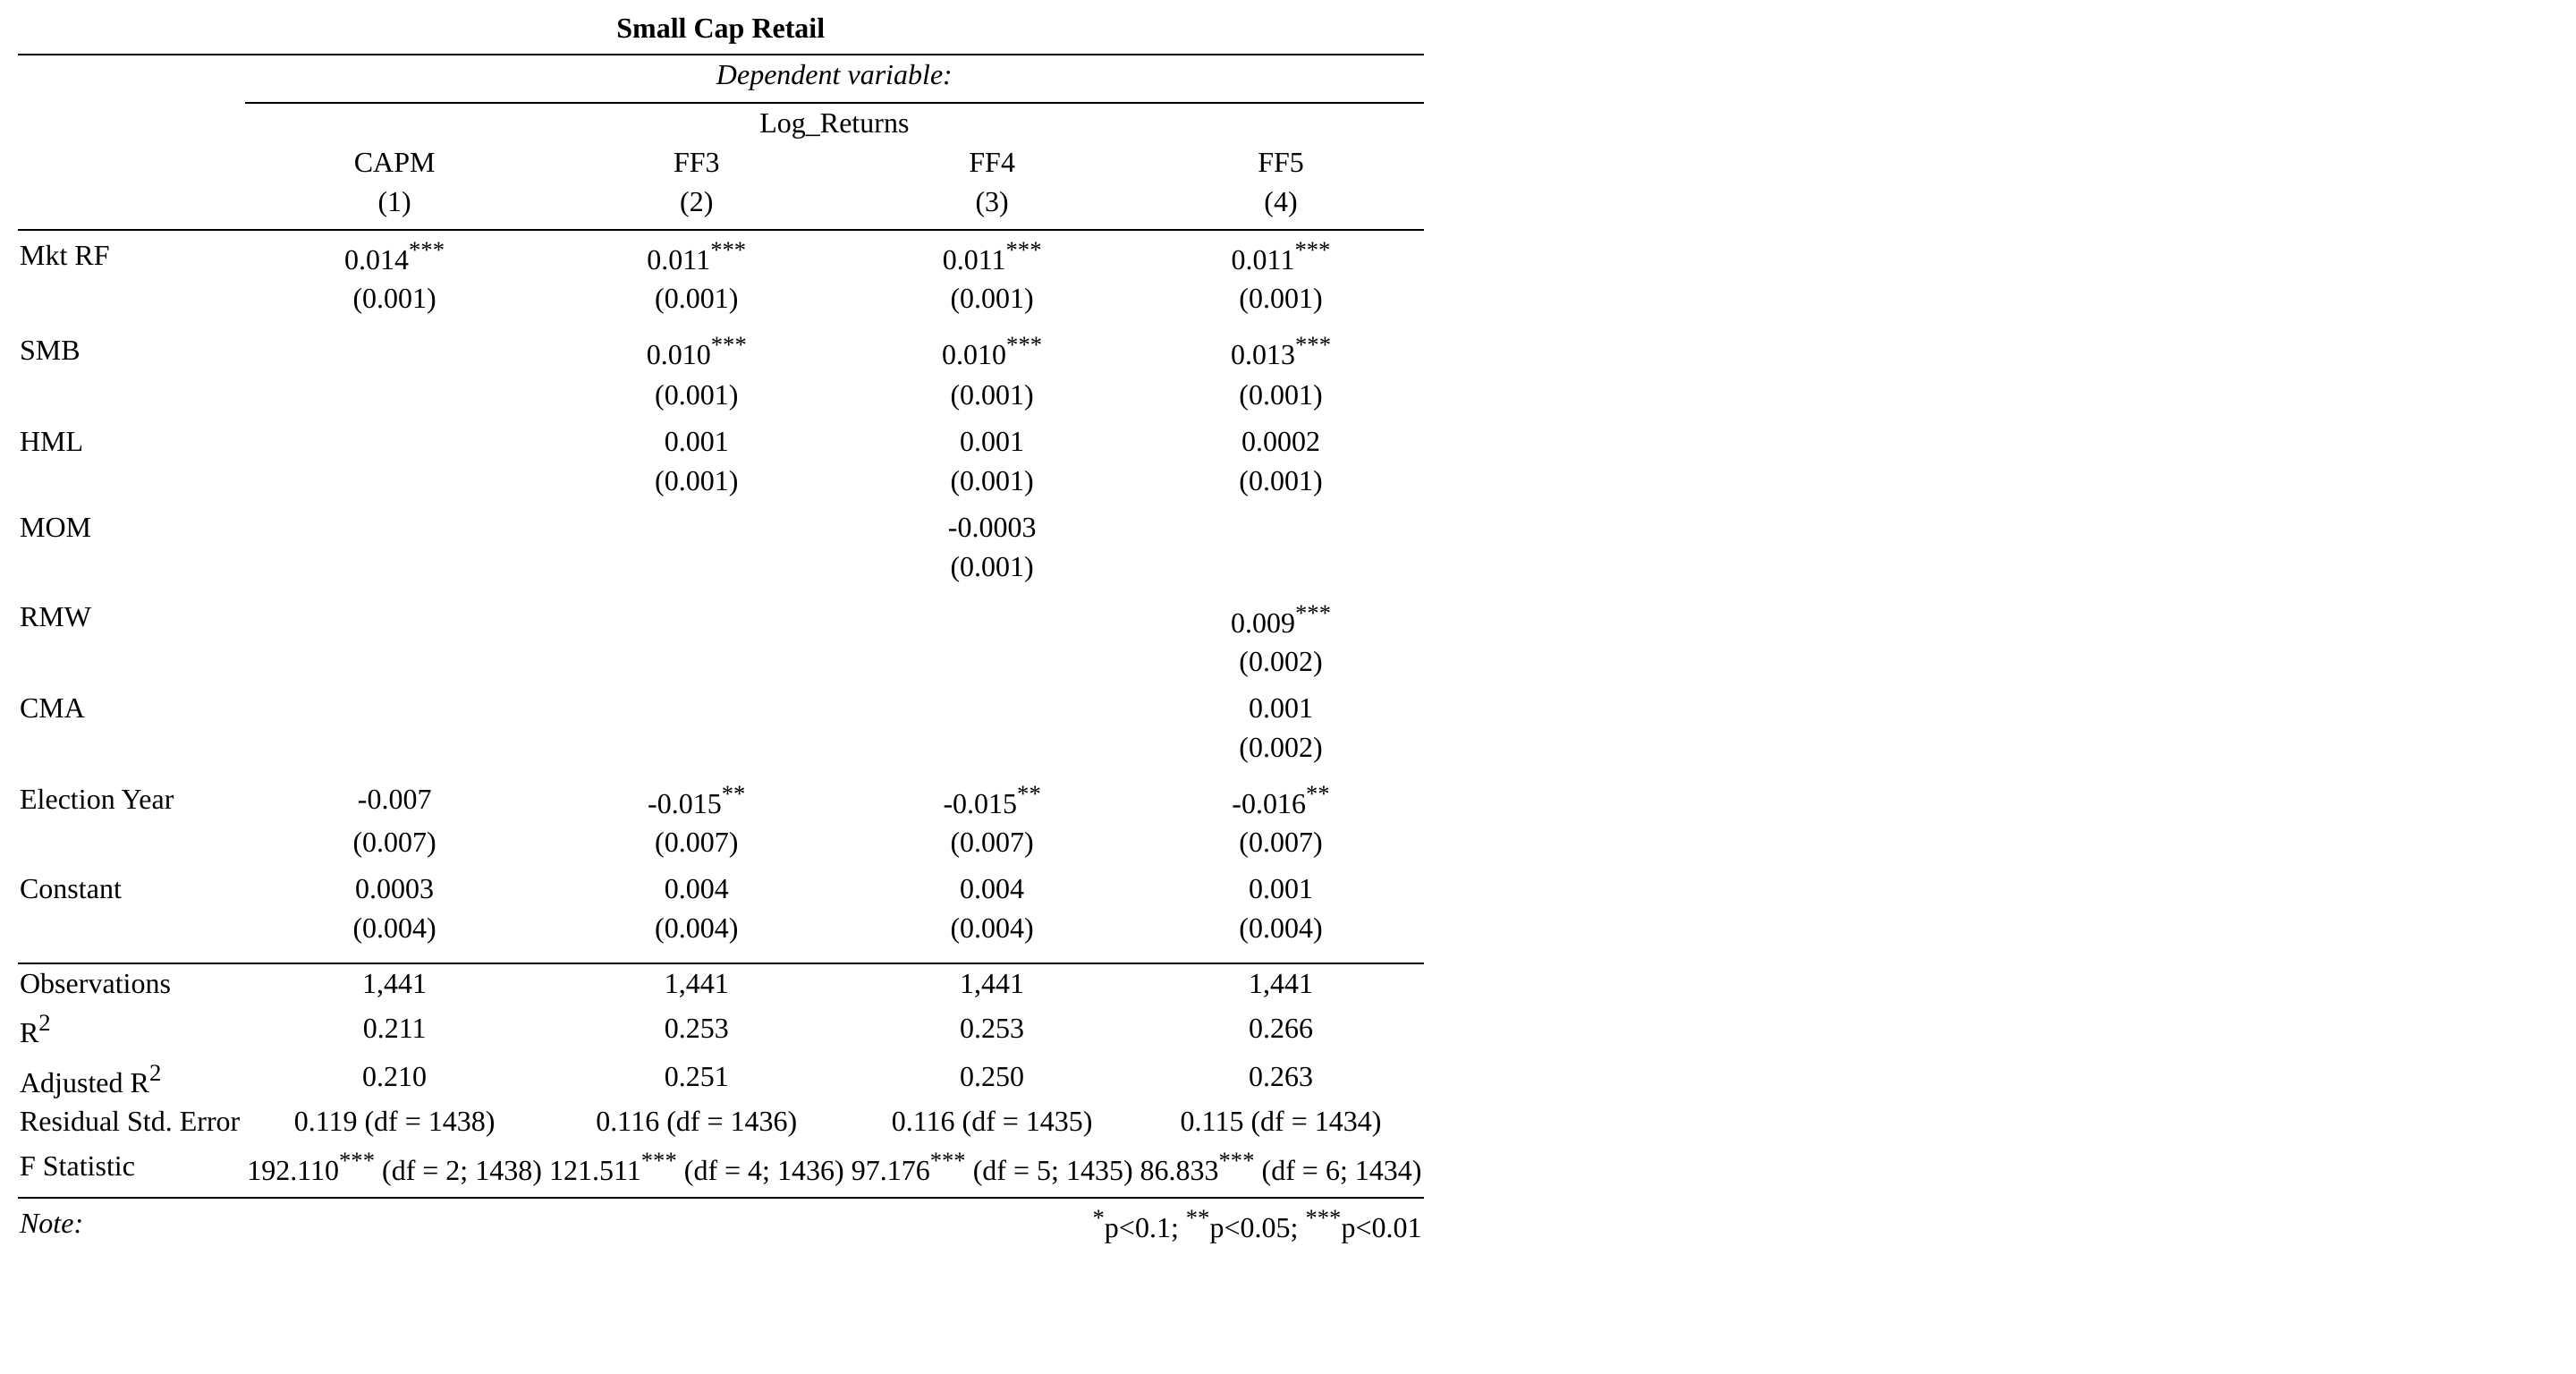 Small Cap Retail
Dependent variable:
Log_Returns
CAPM FF3 FF4 FF5
(1) (2) (3) (4)
Mkt RF 0.014*** 0.011*** 0.011*** 0.011***
(0.001) (0.001) (0.001) (0.001)
SMB 0.010*** 0.010*** 0.013***
(0.001) (0.001) (0.001)
HML 0.001 0.001 0.0002
(0.001) (0.001) (0.001)
MOM -0.0003
(0.001)
RMW 0.009***
(0.002)
CMA 0.001
(0.002)
Election Year -0.007 -0.015** -0.015** -0.016**
(0.007) (0.007) (0.007) (0.007)
Constant 0.0003 0.004 0.004 0.001
(0.004) (0.004) (0.004) (0.004)
Observations 1,441 1,441 1,441 1,441
R2 0.211 0.253 0.253 0.266
Adjusted R2 0.210 0.251 0.250 0.263
Residual Std. Error 0.119 (df = 1438) 0.116 (df = 1436) 0.116 (df = 1435) 0.115 (df = 1434)
F Statistic 192.110*** (df = 2; 1438) 121.511*** (df = 4; 1436) 97.176*** (df = 5; 1435) 86.833*** (df = 6; 1434)
Note: *p<0.1; **p<0.05; ***p<0.01